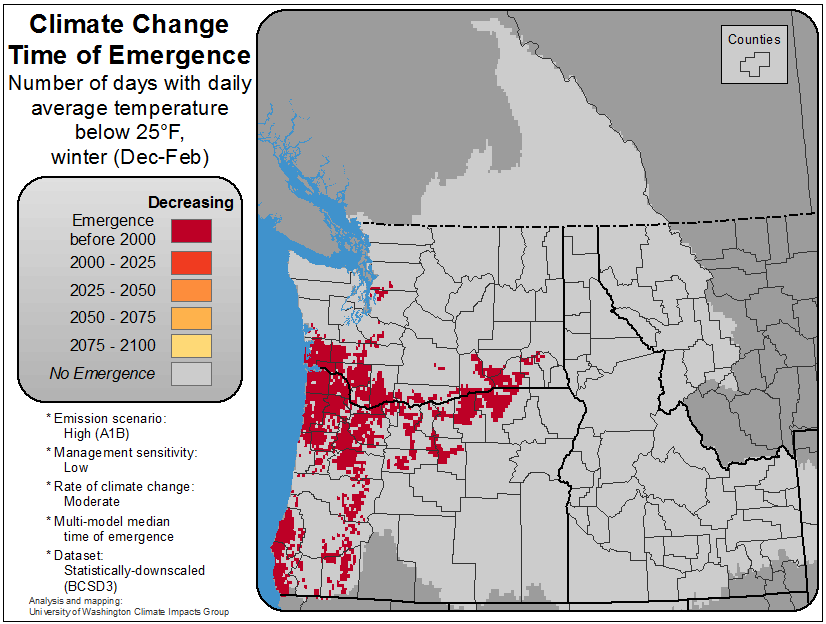 Climate Change
Time of Emergence
Number of days with daily
average temperature
below 25°F,
winter (Dec-Feb)
Decreasing
Emergence
before 2000
2000 - 2025
2025 - 2050
2050 - 2075
2075 - 2100
No Emergence
* Emission scenario:
High (A1B)
* Management sensitivity:
Low
* Rate of climate change:
Moderate
* Multi-model median
time of emergence
* Dataset:
Statistically-downscaled
(BCSD3)
Analysis and mapping:
University of Washington Climate Impacts Group
Counties